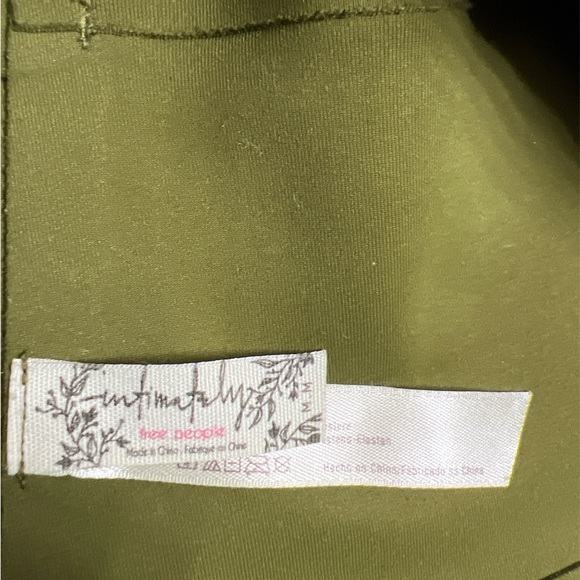 intimately
free people
Made in China . Fabriqué en Chine
M
M
Hecho en China/Fabricado na China